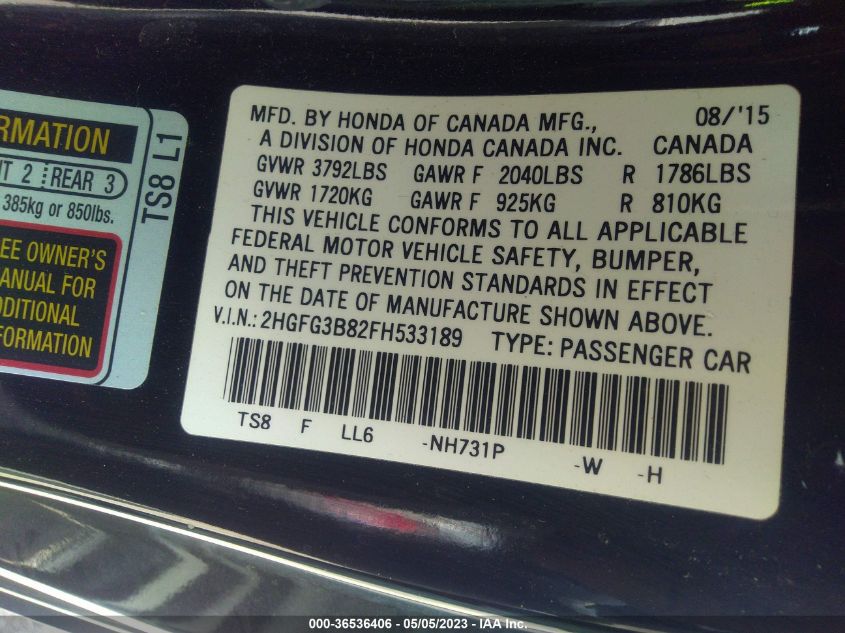 RMATION
T 2 REAR 3
385kg or 850lbs.
EE OWNER'S
ANUAL FOR
DDITIONAL
FORMATION
TS8 L1
MFD. BY HONDA OF CANADA MFG., 08/'15
A DIVISION OF HONDA CANADA INC. CANADA
GVWR 3792LBS GAWR F 2040LBS R 1786LBS
GVWR 1720KG GAWR F 925KG R 810KG
THIS VEHICLE CONFORMS TO ALL APPLICABLE
FEDERAL MOTOR VEHICLE SAFETY, BUMPER,
AND THEFT PREVENTION STANDARDS IN EFFECT
ON THE DATE OF MANUFACTURE SHOWN ABOVE.
V.I.N.: 2HGFG3B82FH533189 TYPE: PASSENGER CAR
TS8 F LL6 -NH731P -W -H
000-36536406 - 05/05/2023 - IAA Inc.